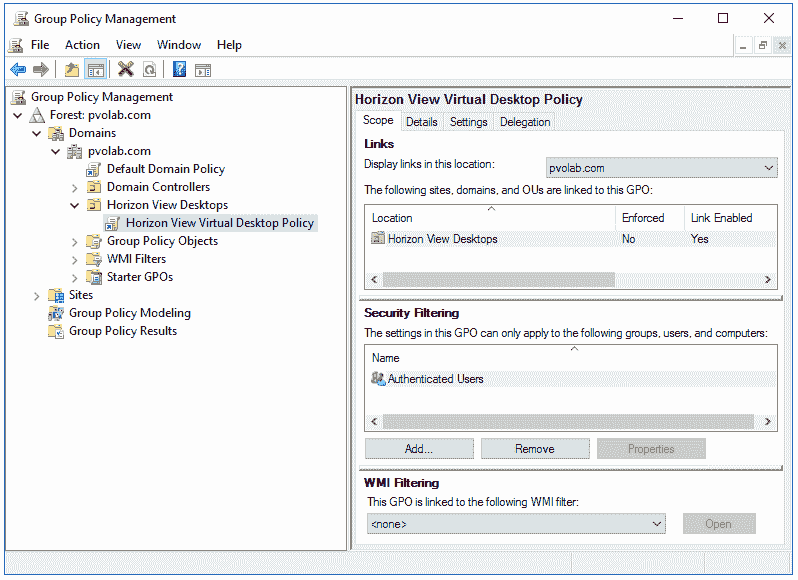 Group Policy Management
File Action View Window Help
Group Policy Management
Forest: pvolab.com
Domains
pvolab.com
Default Domain Policy
Domain Controllers
Horizon View Desktops
Horizon View Virtual Desktop Policy
Group Policy Objects
WMI Filters
Starter GPOs
Sites
Group Policy Modeling
Group Policy Results
Horizon View Virtual Desktop Policy
Scope Details Settings Delegation
Links
Display links in this location: pvolab.com
The following sites, domains, and OUs are linked to this GPO:
Location Enforced Link Enabled
Horizon View Desktops No Yes
Security Filtering
The settings in this GPO can only apply to the following groups, users, and computers:
Name
Authenticated Users
Add... Remove Properties
WMI Filtering
This GPO is linked to the following WMI filter:
<none> Open